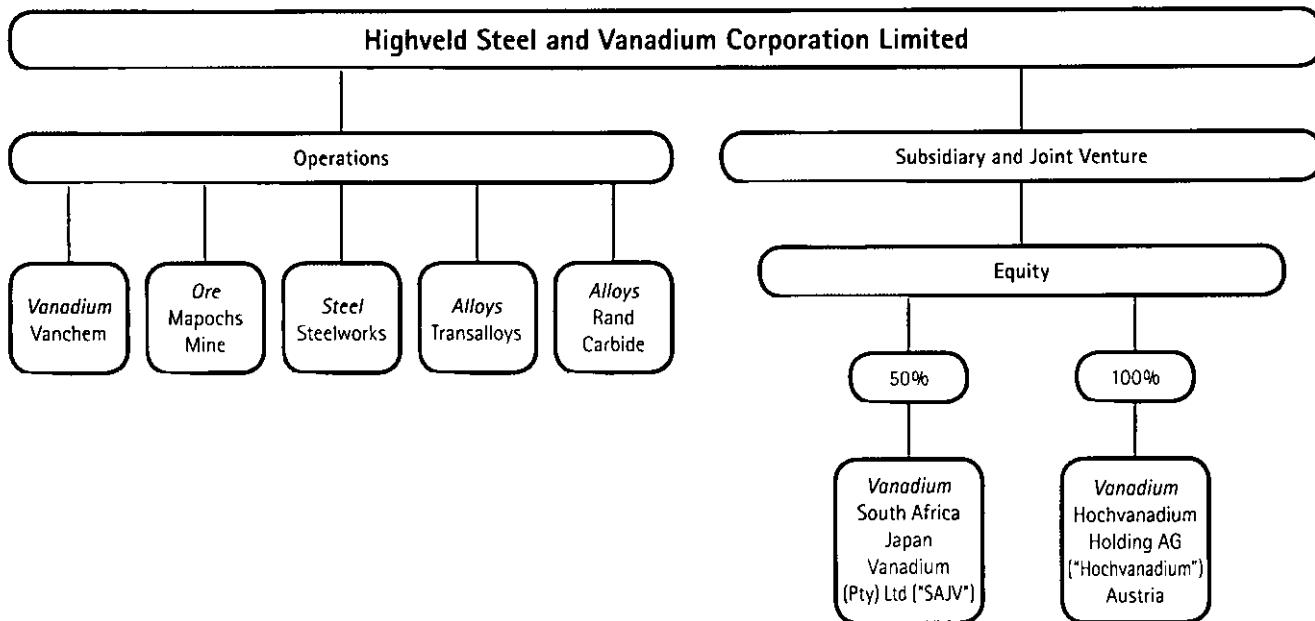 Highveld Steel and Vanadium Corporation Limited
Operations
Subsidiary and Joint Venture
Equity
Vanadium
Vanchem
Ore
Mapochs
Mine
Steel
Steelworks
Alloys
Transalloys
Alloys
Rand
Carbide
50%
100%
Vanadium
South Africa
Japan
Vanadium
(Pty) Ltd ("SAJV")
Vanadium
Hochvanadium
Holding AG
("Hochvanadium")
Austria